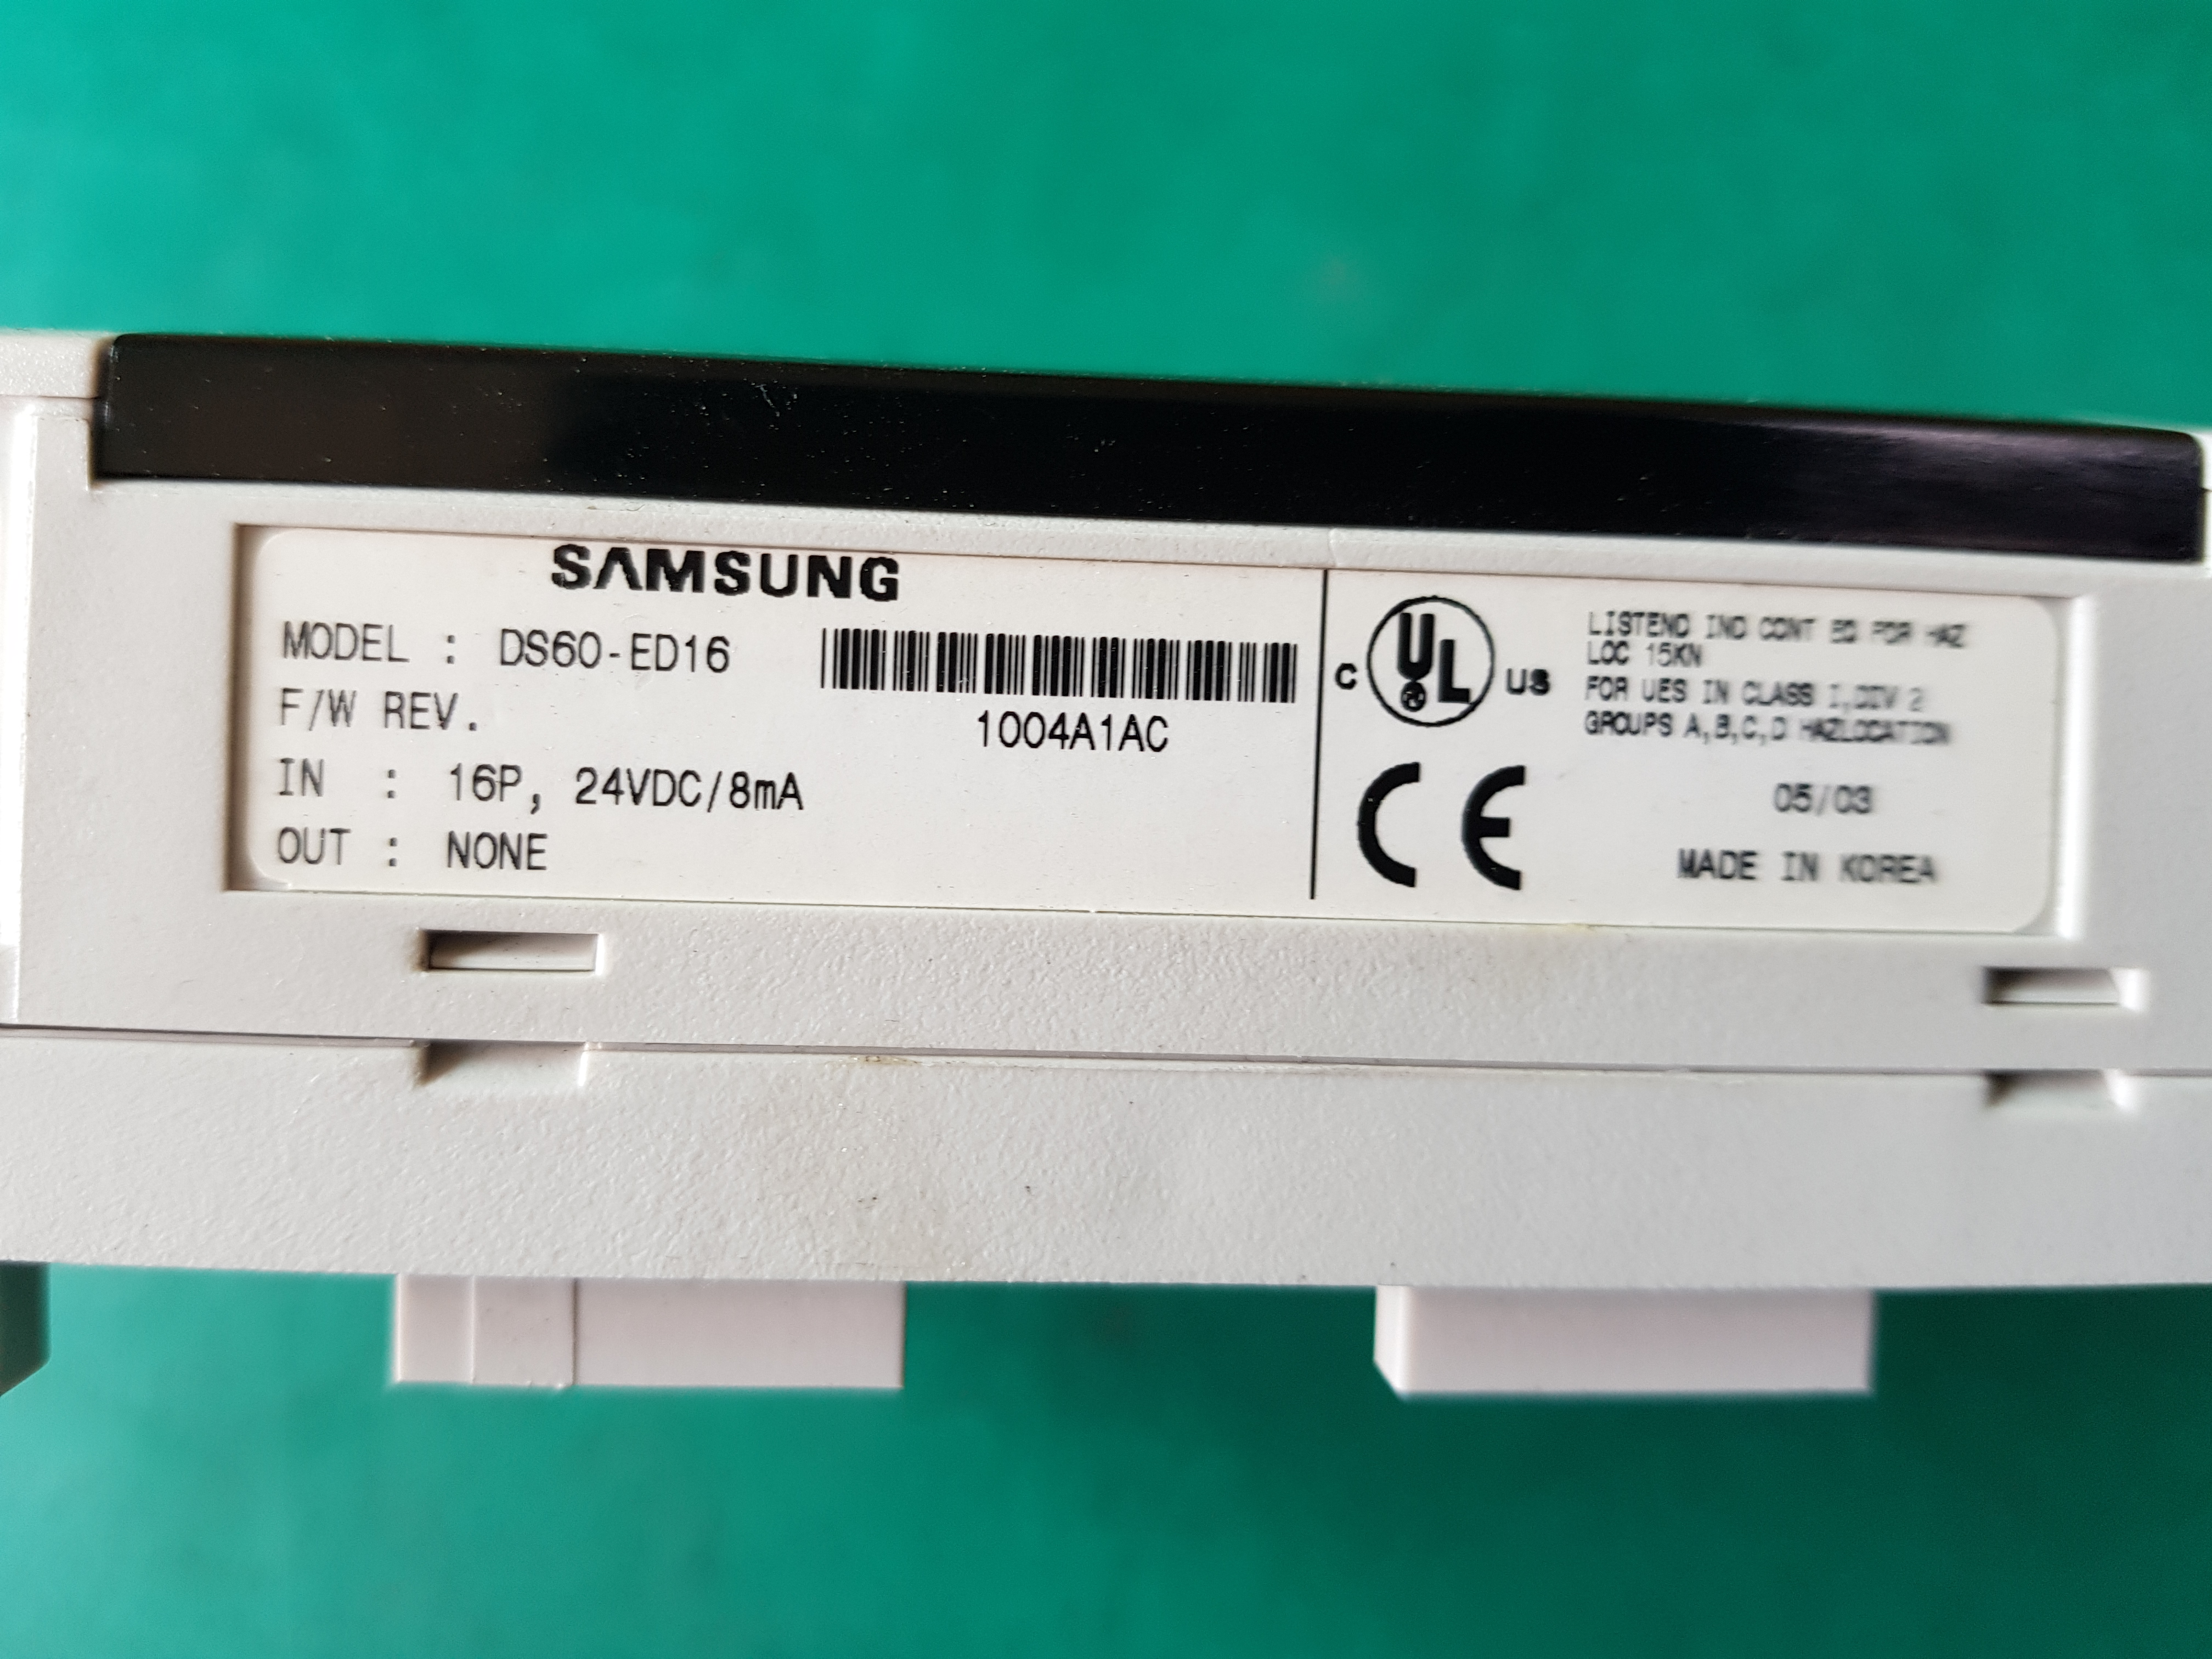 SAMSUNG
MODEL : DS60-ED16
F/W REV.
1004A1AC
IN : 16P, 24VDC/8mA
OUT : NONE
C UL US
LISTEND IND CONT EQ FOR HAZ
LOC 15KN
FOR UES IN CLASS I,DIV 2
GROUPS A,B,C,D HAZLOCATION
CE
05/03
MADE IN KOREA